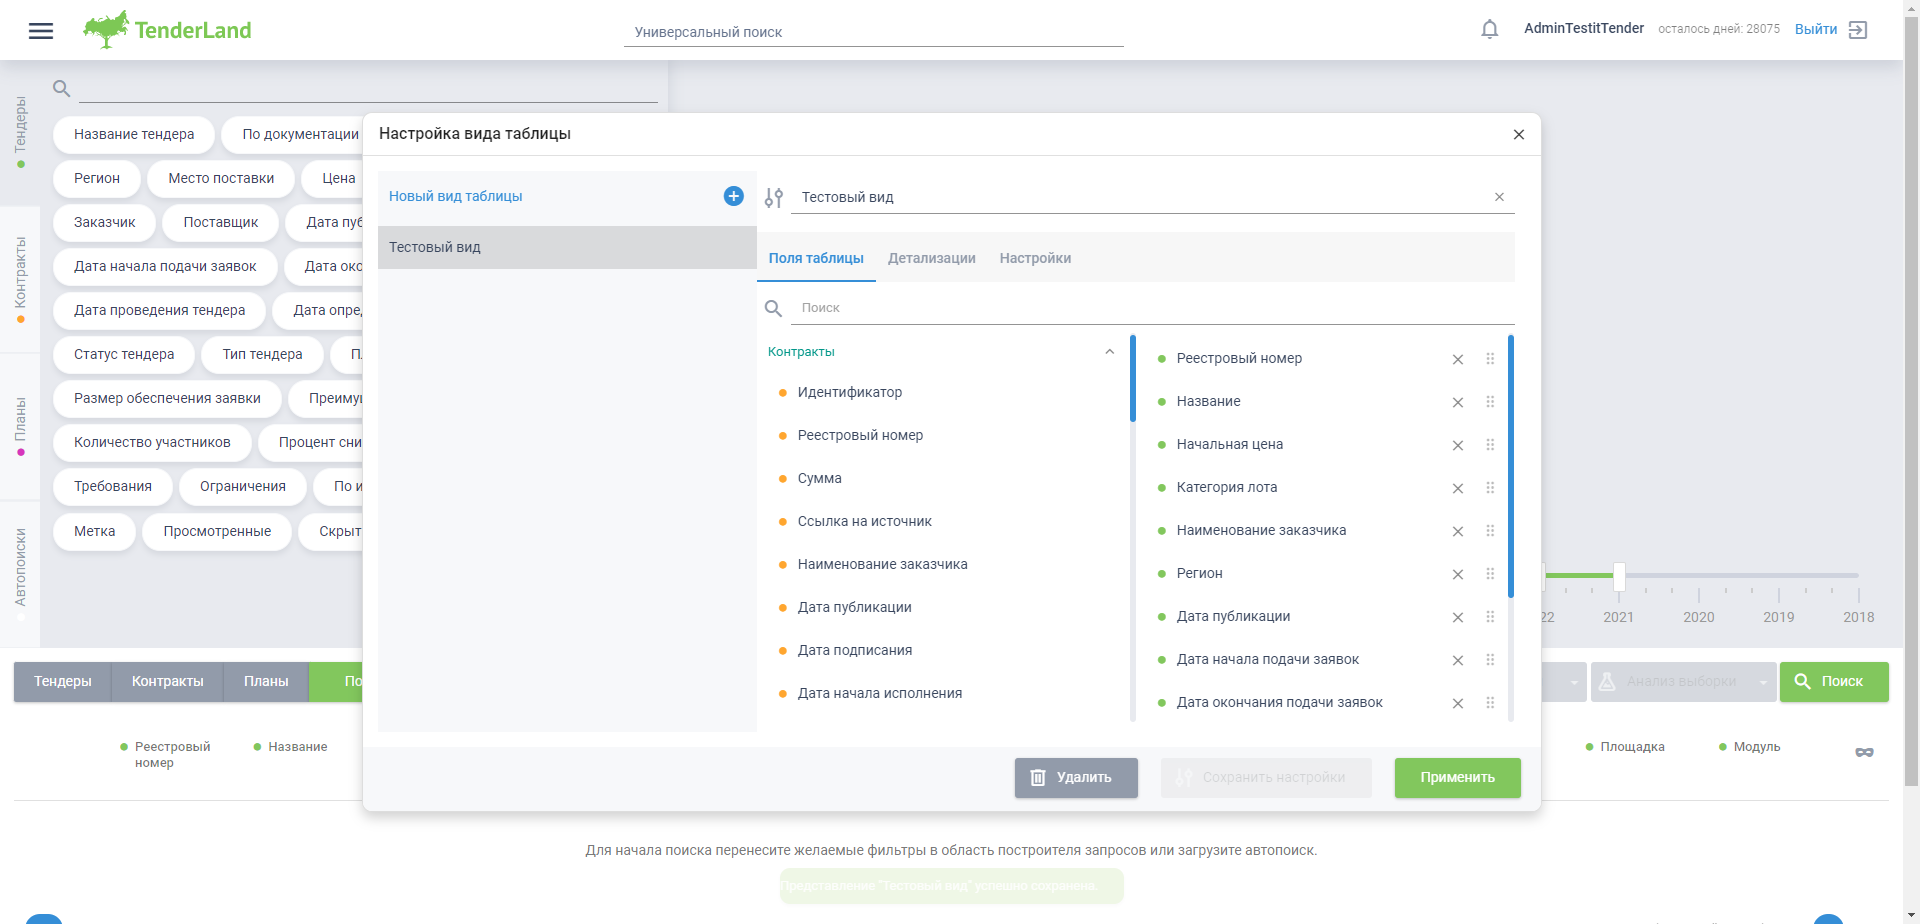 TenderLand
Универсальный поиск
AdminTestitTender
осталось дней: 28075
Выйти
Тендеры
Контракты
Планы
Автопоиски
Название тендера
По документации
Регион
Место поставки
Цена
Заказчик
Поставщик
Дата пуб
Дата начала подачи заявок
Дата око
Дата проведения тендера
Дата опре
Статус тендера
Тип тендера
Размер обеспечения заявки
Преиму
Количество участников
Процент сни
Требования
Ограничения
По и
Метка
Просмотренные
Скрыт
Настройка вида таблицы
Новый вид таблицы
Тестовый вид
Тестовый вид
Поля таблицы
Детализации
Настройки
Поиск
Контракты
Идентификатор
Реестровый номер
Сумма
Ссылка на источник
Наименование заказчика
Дата публикации
Дата подписания
Дата начала исполнения
Реестровый номер
Название
Начальная цена
Категория лота
Наименование заказчика
Регион
Дата публикации
Дата начала подачи заявок
Дата окончания подачи заявок
Удалить
Сохранить настройки
Применить
22
2021
2020
2019
2018
Тендеры
Контракты
Планы
По
Анализ выборки
Поиск
Реестровый
номер
Название
Площадка
Модуль
Для начала поиска перенесите желаемые фильтры в область построителя запросов или загрузите автопоиск.
Представление "Тестовый вид" успешно сохранена.